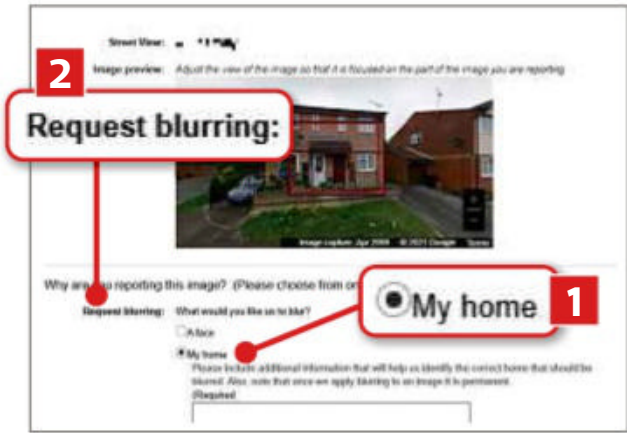 Street View:
2
Image preview: Adjust the view of the image so that it is focused on the part of the image you are reporting
Request blurring:
Image capture: Apr 2009 © 2021 Google Terms
Why are you reporting this image? (Please choose from
Request blurring: What would you like us to blur?
A face
My home
1
My home
Please include additional information that will help us identify the correct home that should be
blurred. Also, note that once we apply blurring to an image it is permanent.
(Required